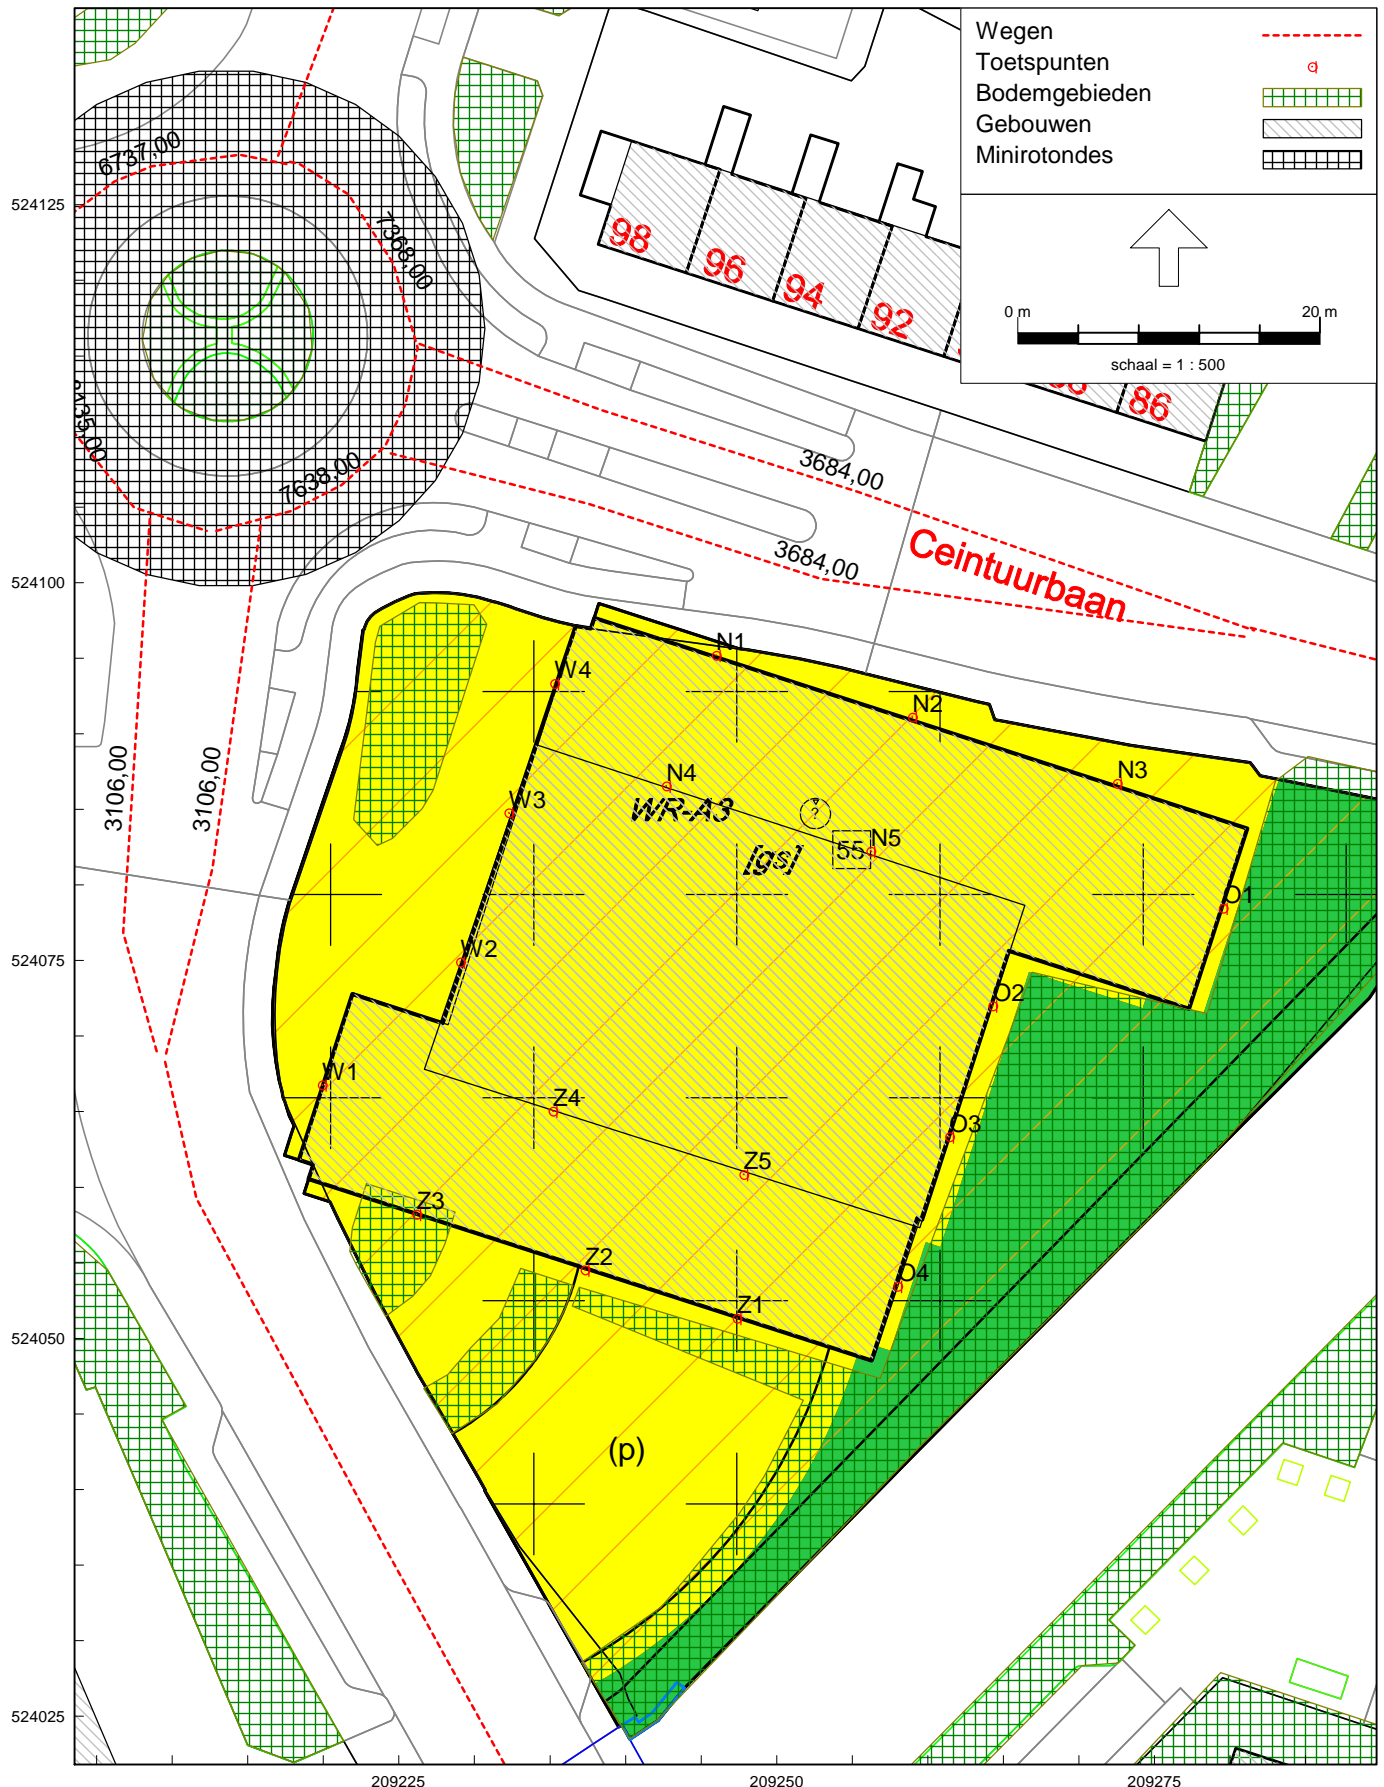 Wegen
Toetspunten
Bodemgebieden
Gebouwen
Minirotondes
0 m 20 m
schaal = 1 : 500
6737,00
7368,00
7638,00
98
96
94
92
86
524125
3684,00
3684,00
Ceintuurbaan
524100
N1
W4
N2
N4
N3
3106,00
3106,00
WR-A3
W3
?
55
N5
[gs]
O1
524075
W2
O2
W1
Z4
O3
Z5
Z3
Z2
O4
Z1
524050
(p)
524025
209225
209250
209275